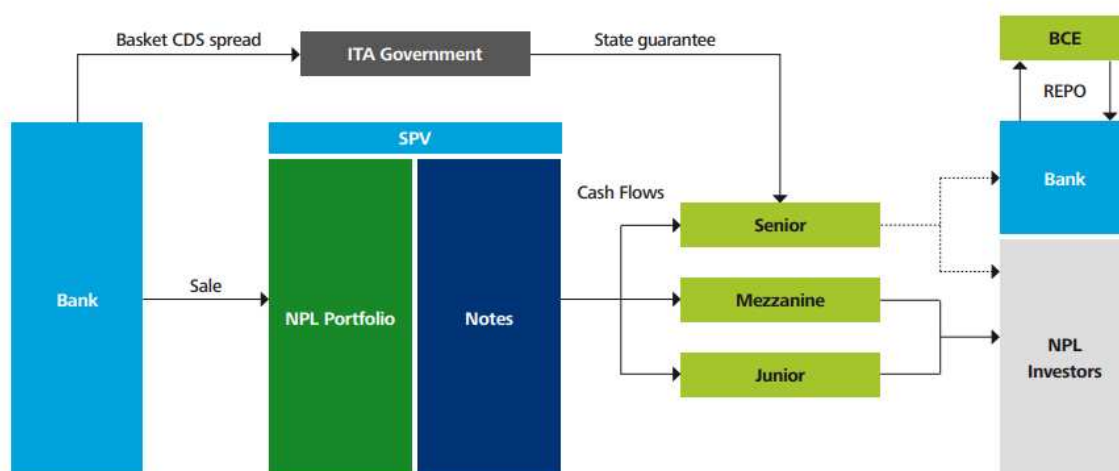 Basket CDS spread
ITA Government
State guarantee
BCE
REPO
SPV
Bank
Cash Flows
Senior
Bank
Sale
NPL Portfolio
Notes
Mezzanine
Junior
NPL
Investors